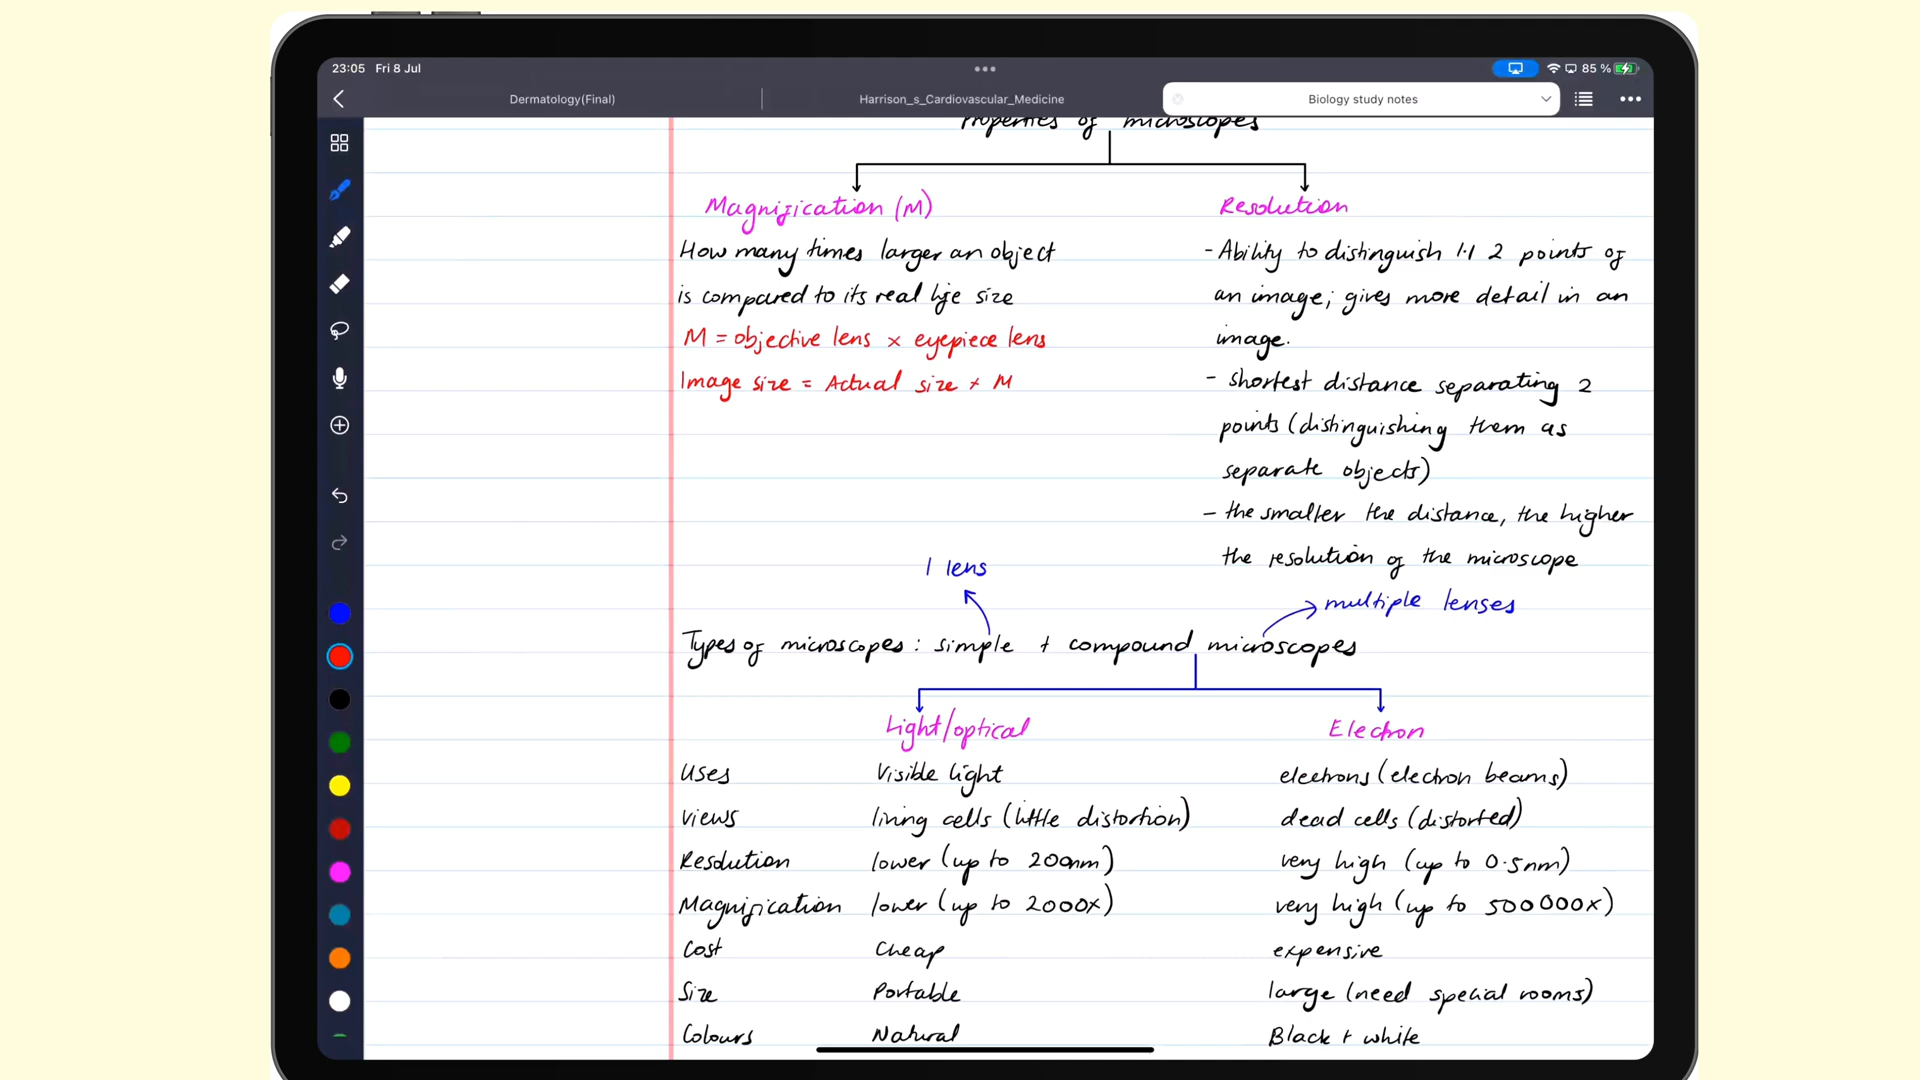 23:05 Fri 8 Jul
85 %
Dermatology(Final)
Harrison_s_Cardiovascular_Medicine
Biology study notes
Properties of microscopes
Magnification (M)
How many times larger an object
is compared to its real life size
M = objective lens × eyepiece lens
Image size = Actual size × M
Resolution
- Ability to distinguish 2 points of
an image; gives more detail in an
image.
- shortest distance separating 2
points (distinguishing them as
separate objects)
- the smaller the distance, the higher
the resolution of the microscope
1 lens
multiple lenses
Types of microscopes : simple + compound microscopes
Light/optical Electron
Uses Visible light electrons (electron beams)
views living cells (little distortion) dead cells (distorted)
Resolution lower (up to 200nm) very high (up to 0.5nm)
Magnification lower (up to 2000x) very high (up to 500000x)
Cost Cheap expensive
Size Portable large (need special rooms)
Colours Natural Black + white